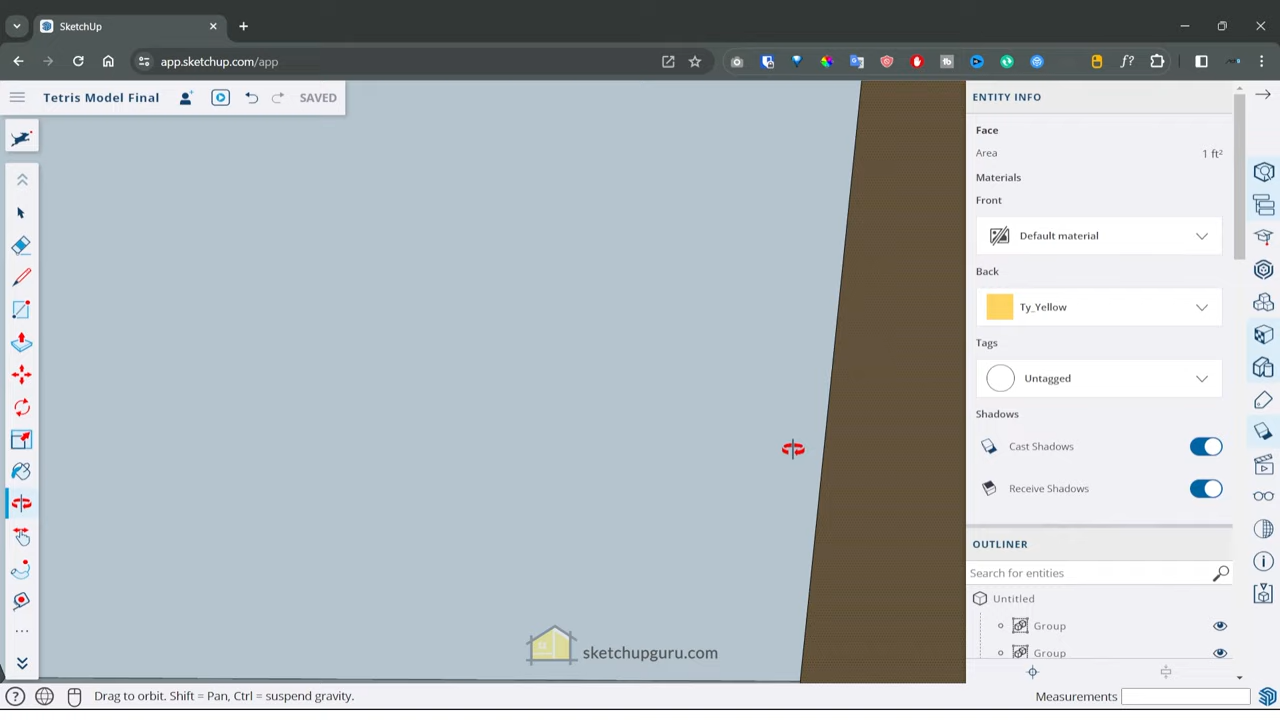 SketchUp
app.sketchup.com/app
Tetris Model Final
SAVED
ENTITY INFO
Face
Area 1 ft²
Materials
Front
Default material
Back
Ty_Yellow
Tags
Untagged
Shadows
Cast Shadows
Receive Shadows
OUTLINER
Search for entities
Untitled
Group
Group
sketchupguru.com
Drag to orbit. Shift = Pan, Ctrl = suspend gravity.
Measurements